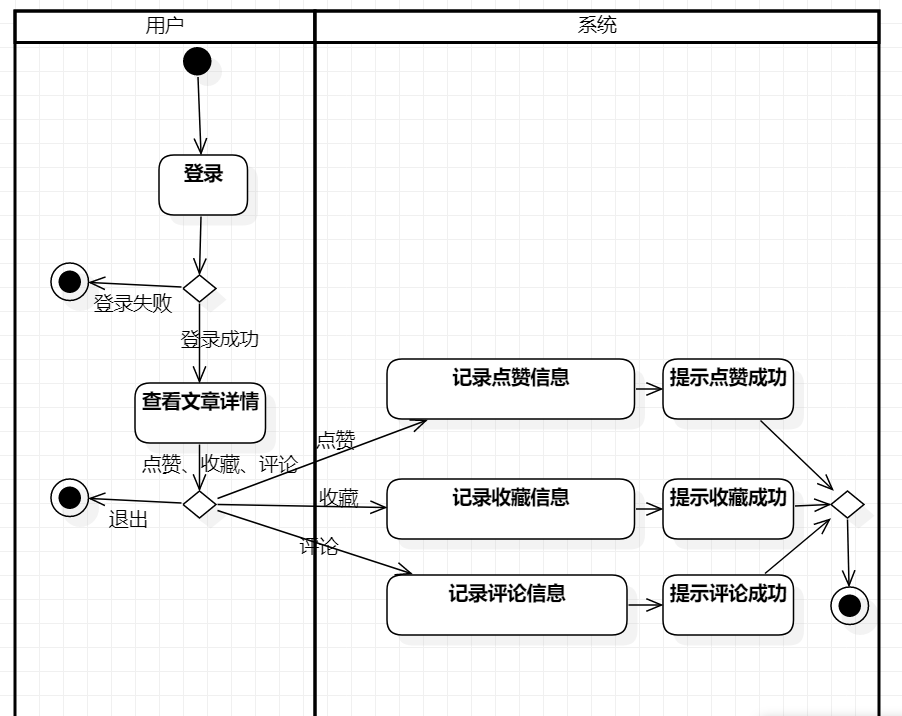 用户
系统
登录
登录失败
登录成功
查看文章详情
点赞、收藏、评论
退出
点赞
收藏
评论
记录点赞信息
提示点赞成功
记录收藏信息
提示收藏成功
记录评论信息
提示评论成功